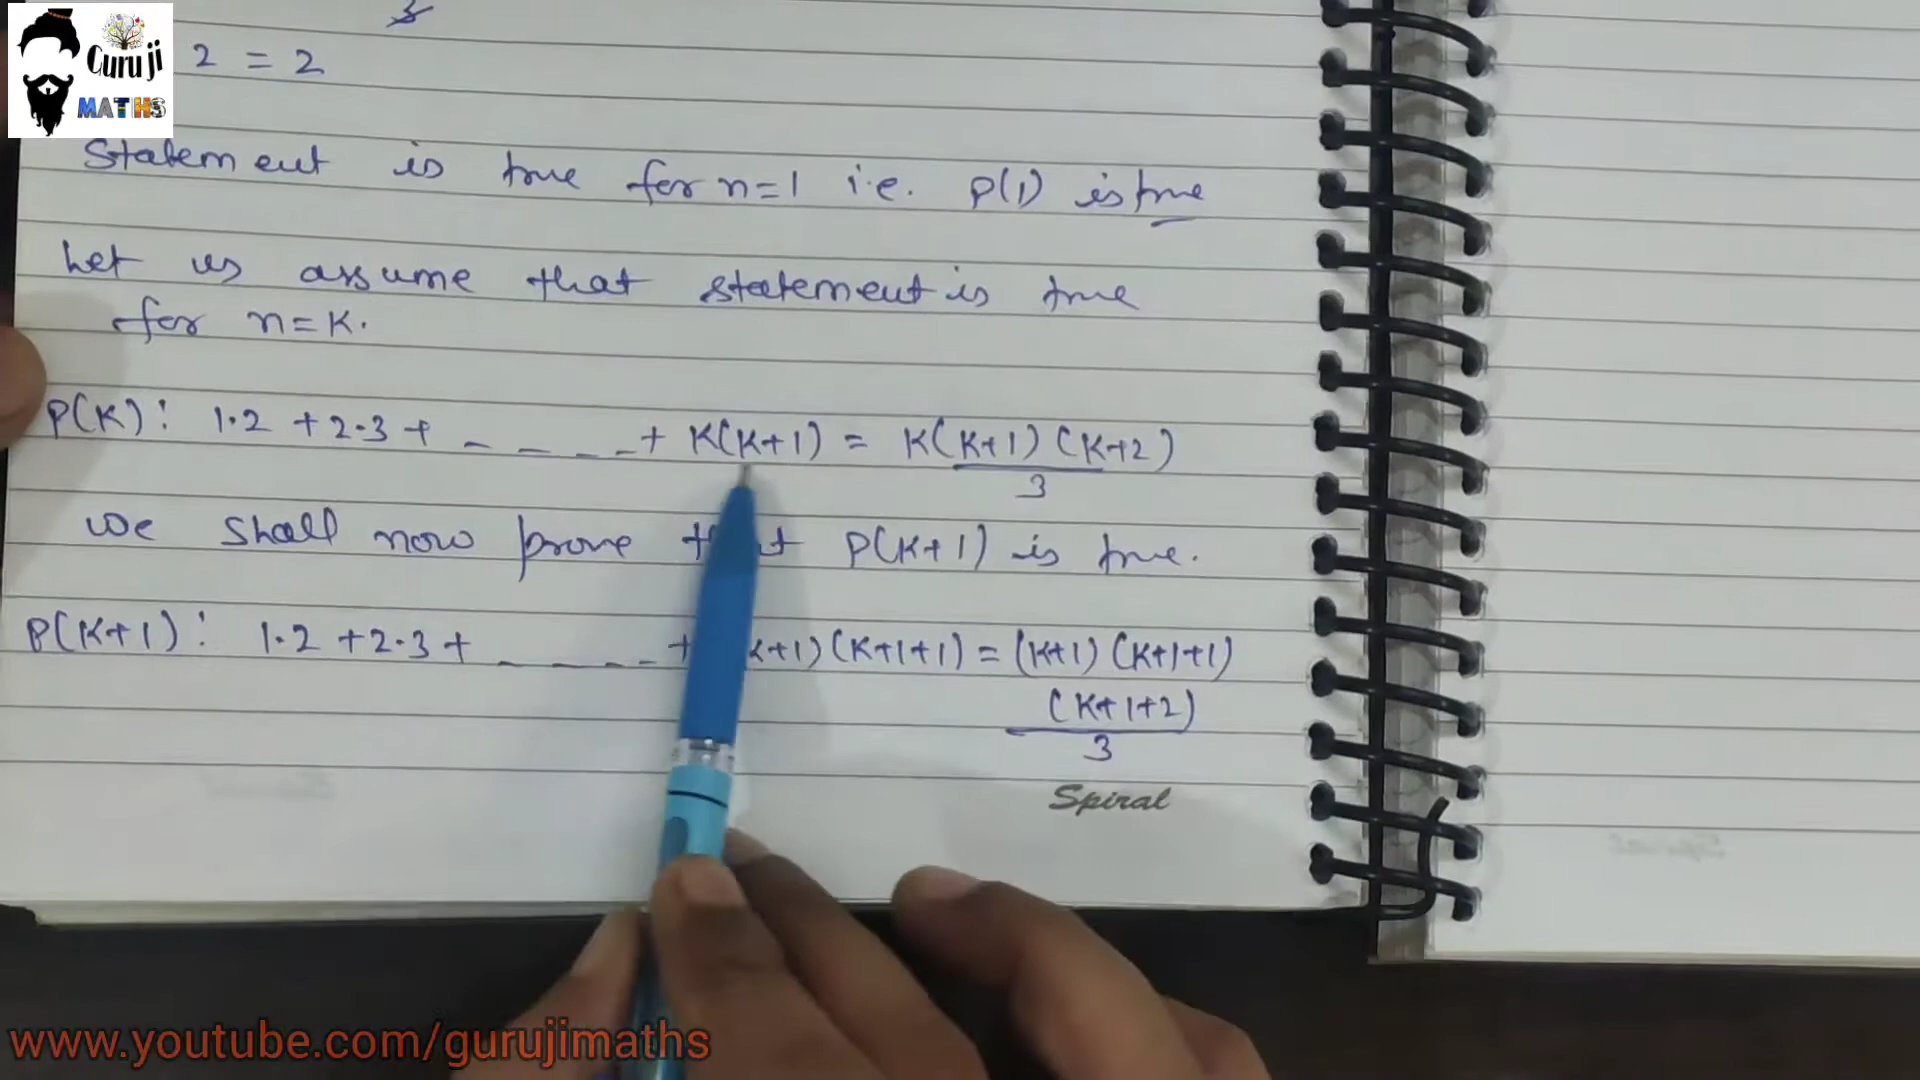 Guru ji
MATHS
2 = 2
Statement is true for n=1 i.e. P(1) is true
Let us assume that statement is true
for n=K.
P(K): 1·2 +2·3+ _ _ _ _+ K(K+1) = K(K+1)(K+2)
3
We shall now prove that P(K+1) is true.
P(K+1): 1·2 +2·3+ _ _ _ _+ K+1)(K+1+1) = (K+1)(K+1+1)
(K+1+2)
3
Spiral
www.youtube.com/gurujimaths